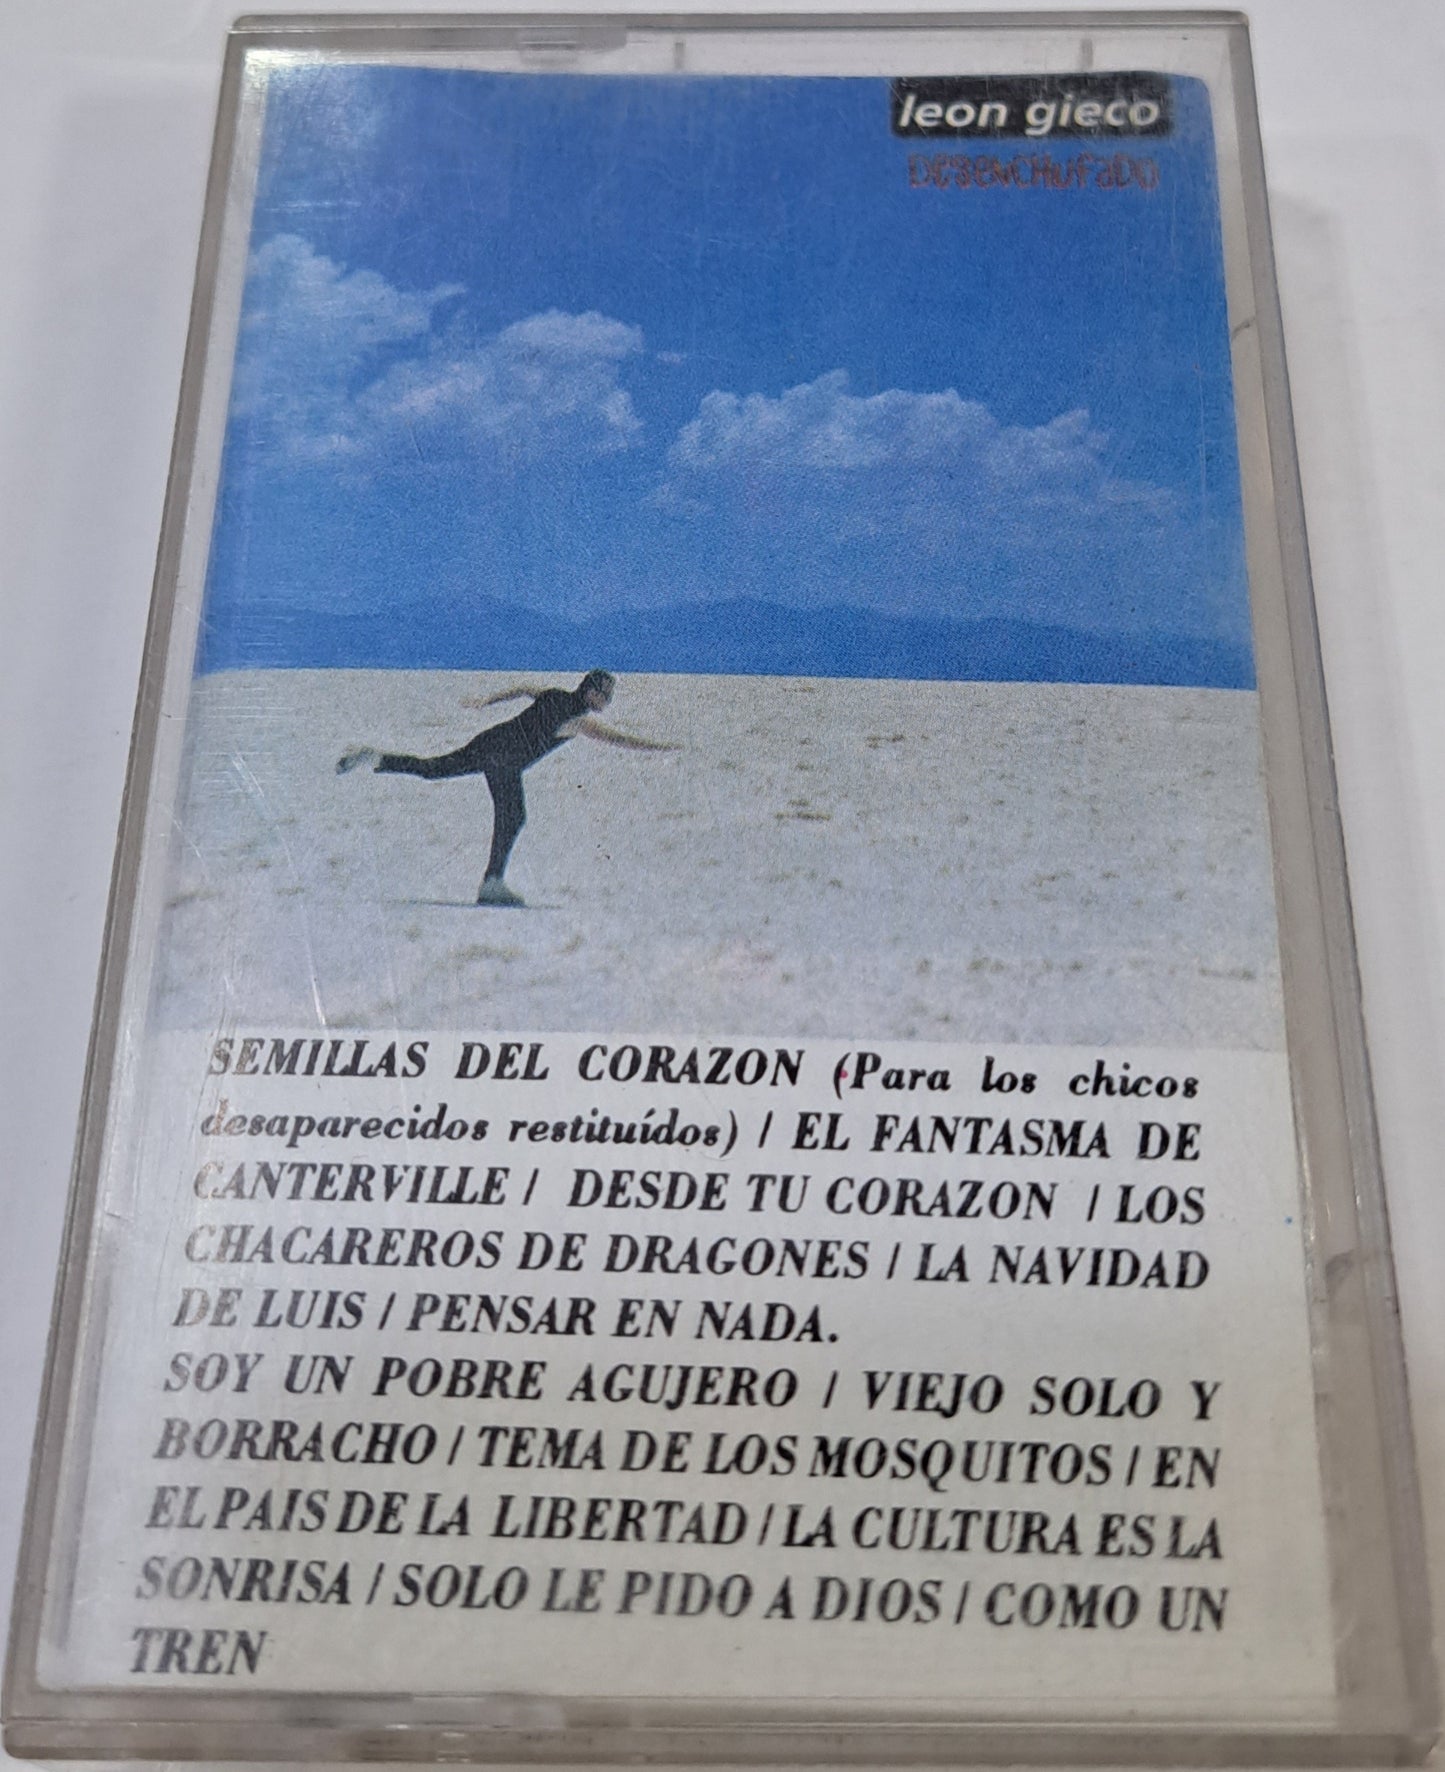 leon gieco
DesenCHufaDo
SEMILLAS DEL CORAZON (Para los chicos
desaparecidos restituídos) / EL FANTASMA DE
CANTERVILLE / DESDE TU CORAZON / LOS
CHACAREROS DE DRAGONES / LA NAVIDAD
DE LUIS / PENSAR EN NADA.
SOY UN POBRE AGUJERO / VIEJO SOLO Y
BORRACHO / TEMA DE LOS MOSQUITOS / EN
EL PAIS DE LA LIBERTAD / LA CULTURA ES LA
SONRISA / SOLO LE PIDO A DIOS / COMO UN
TREN